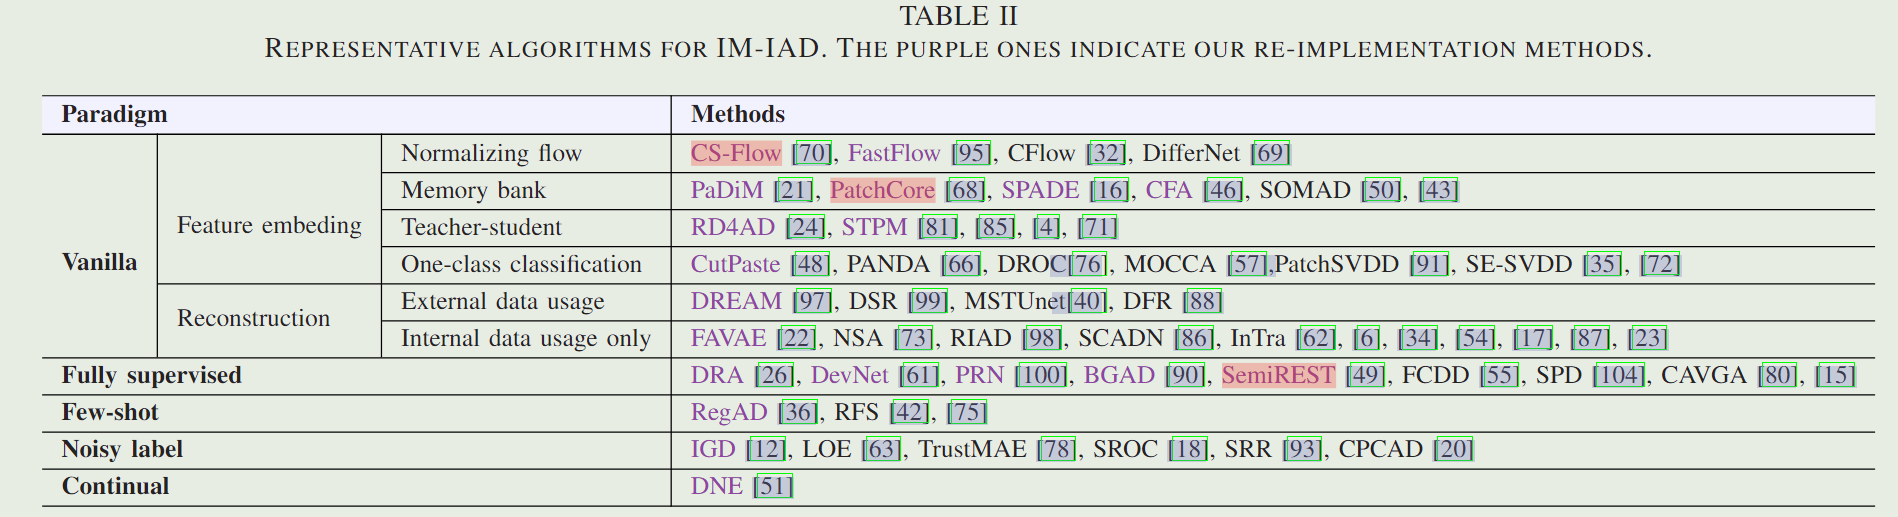 TABLE II
REPRESENTATIVE ALGORITHMS FOR IM-IAD. THE PURPLE ONES INDICATE OUR RE-IMPLEMENTATION METHODS.
Paradigm Methods
Vanilla
Feature embeding
Normalizing flow CS-Flow [70], FastFlow [95], CFlow [32], DifferNet [69]
Memory bank PaDiM [21], PatchCore [68], SPADE [16], CFA [46], SOMAD [50], [43]
Teacher-student RD4AD [24], STPM [81], [85], [4], [71]
One-class classification CutPaste [48], PANDA [66], DROC[76], MOCCA [57],PatchSVDD [91], SE-SVDD [35], [72]
Reconstruction
External data usage DREAM [97], DSR [99], MSTUnet[40], DFR [88]
Internal data usage only FAVAE [22], NSA [73], RIAD [98], SCADN [86], InTra [62], [6], [34], [54], [17], [87], [23]
Fully supervised DRA [26], DevNet [61], PRN [100], BGAD [90], SemiREST [49], FCDD [55], SPD [104], CAVGA [80], [15]
Few-shot RegAD [36], RFS [42], [75]
Noisy label IGD [12], LOE [63], TrustMAE [78], SROC [18], SRR [93], CPCAD [20]
Continual DNE [51]